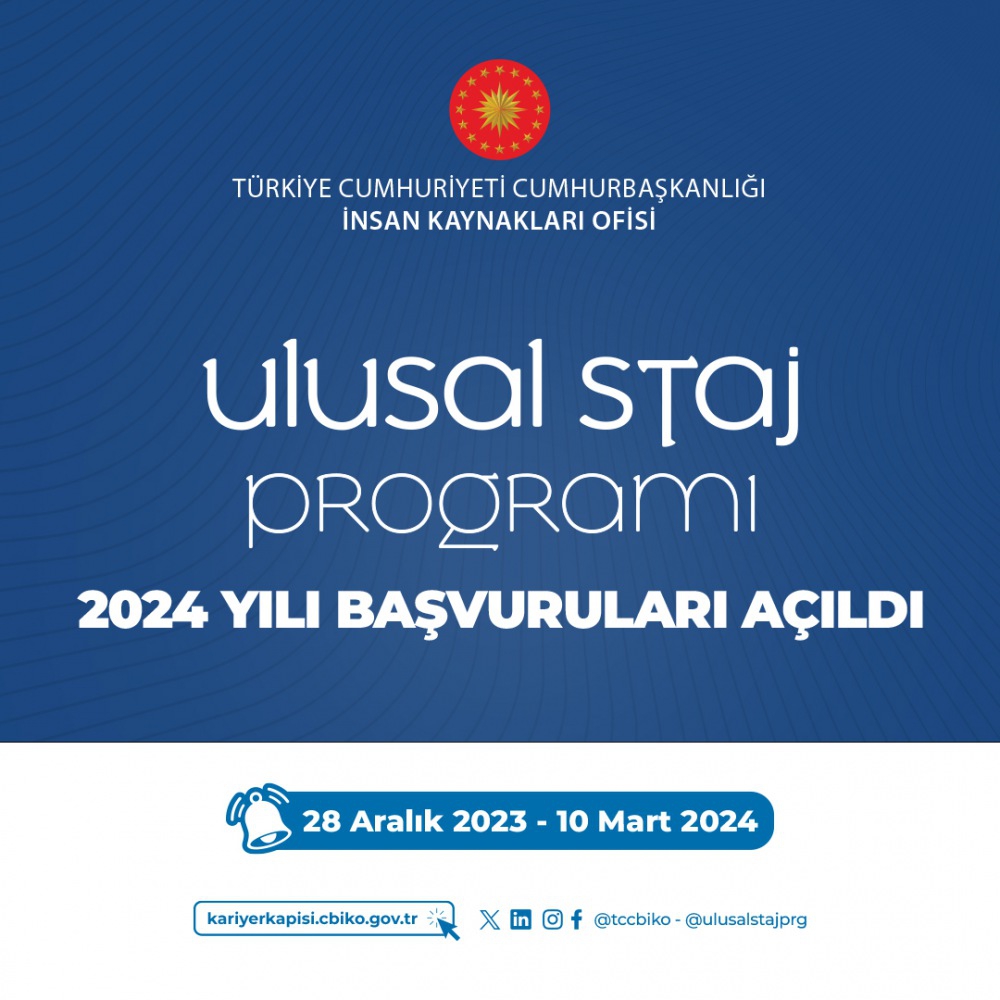 TÜRKİYE CUMHURİYETİ CUMHURBAŞKANLIĞI
İNSAN KAYNAKLARI OFİSİ
ulusal staj
programı
2024 YILI BAŞVURULARI AÇILDI
28 Aralık 2023 - 10 Mart 2024
kariyerkapisi.cbiko.gov.tr
@tccbiko - @ulusalstajprg